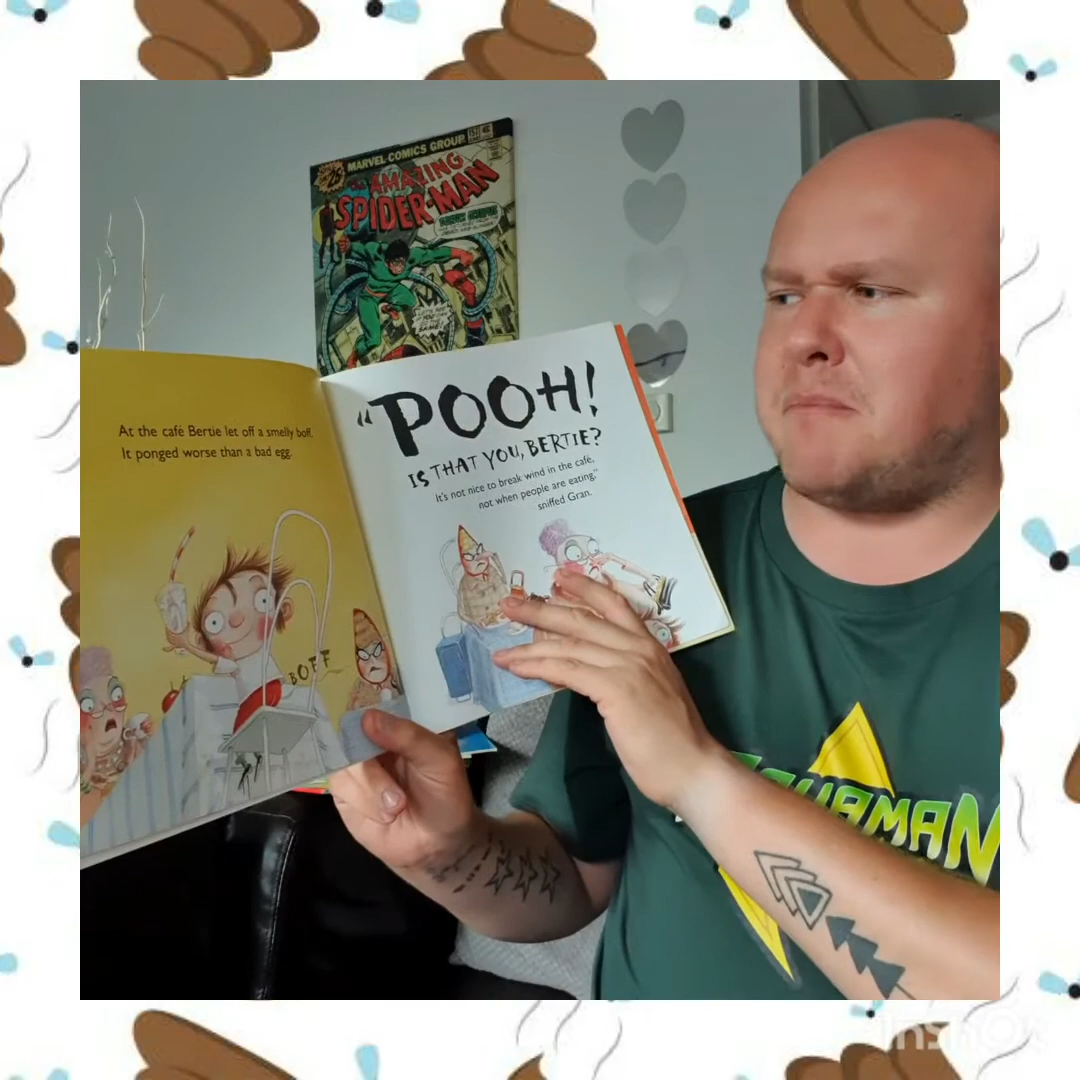 MARVEL COMICS GROUP
THE AMAZING
SPIDER-MAN
At the café Bertie let off a smelly boff.
It ponged worse than a bad egg.
BOFF
"POOH!
IS THAT YOU, BERTIE?
It's not nice to break wind in the café,
not when people are eating,"
sniffed Gran.
AQUAMAN
InShOt